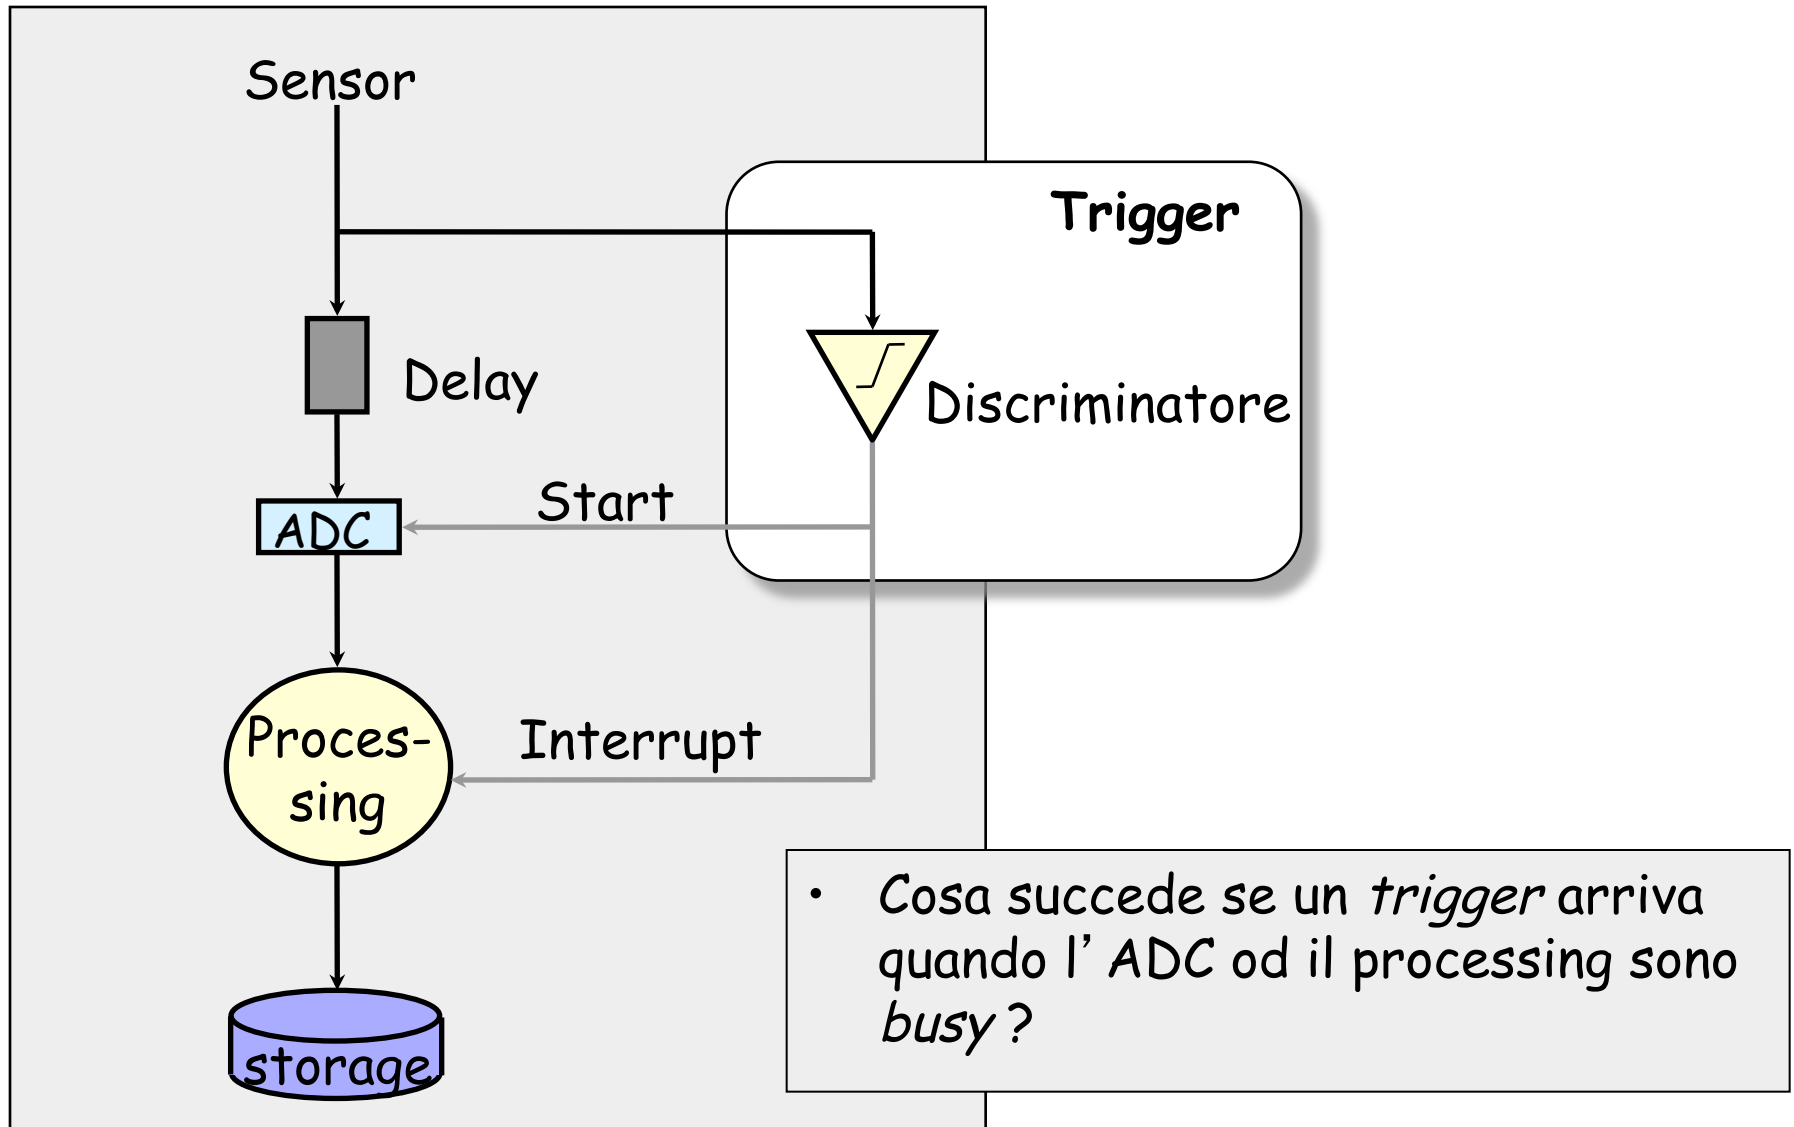 Sensor
Trigger
Delay
Discriminatore
Start
ADC
Proces-
sing
Interrupt
storage
• Cosa succede se un trigger arriva
quando l’ADC od il processing sono
busy ?